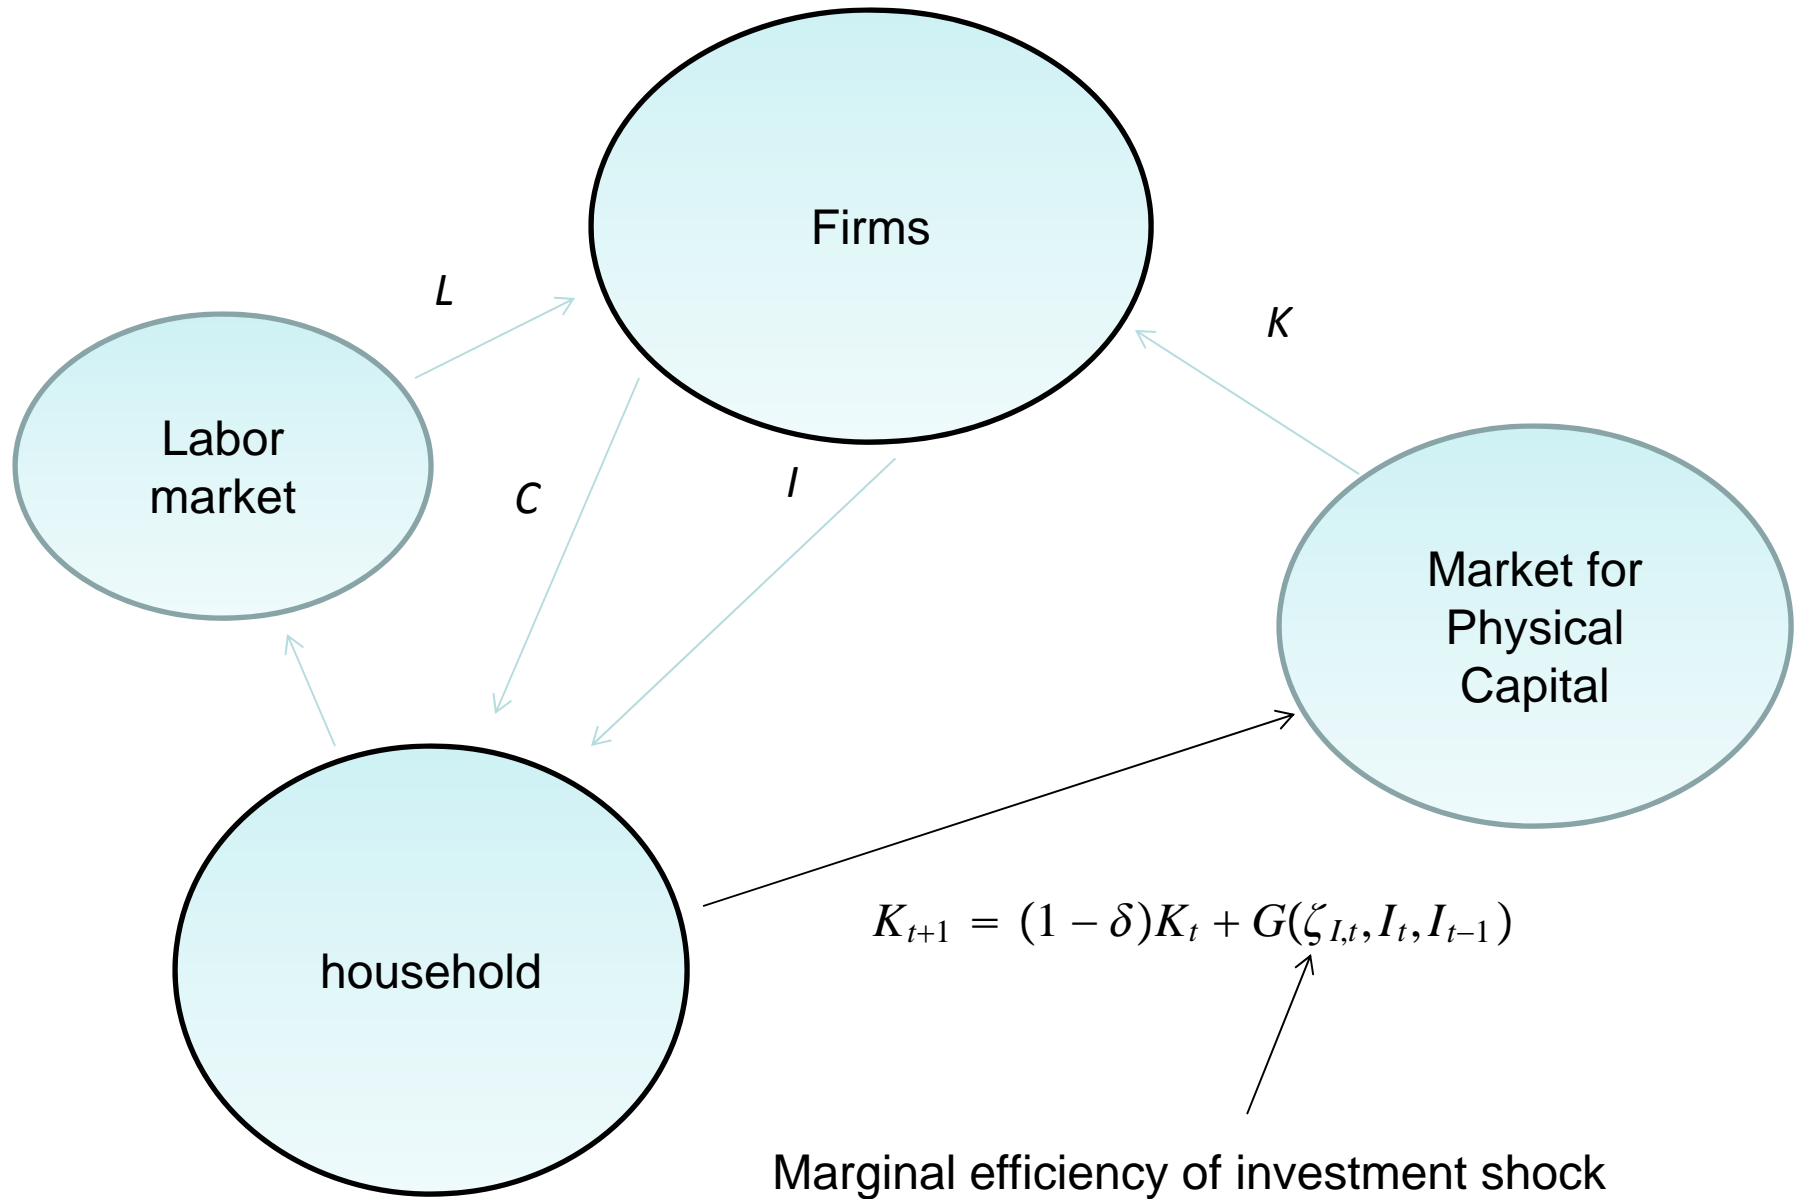 Firms
L
K
Labor
market
C
I
Market for
Physical
Capital
K_{t+1} = (1 − δ)K_t + G(ζ_{I,t}, I_t, I_{t−1})
household
Marginal efficiency of investment shock